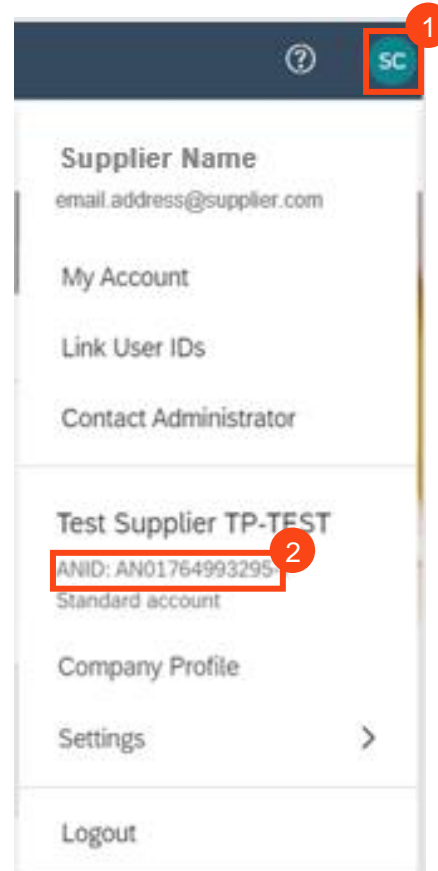 1
? SC
Supplier Name
email.address@supplier.com
My Account
Link User IDs
Contact Administrator
Test Supplier TP-TEST
2
ANID: AN01764993295-
Standard account
Company Profile
Settings >
Logout